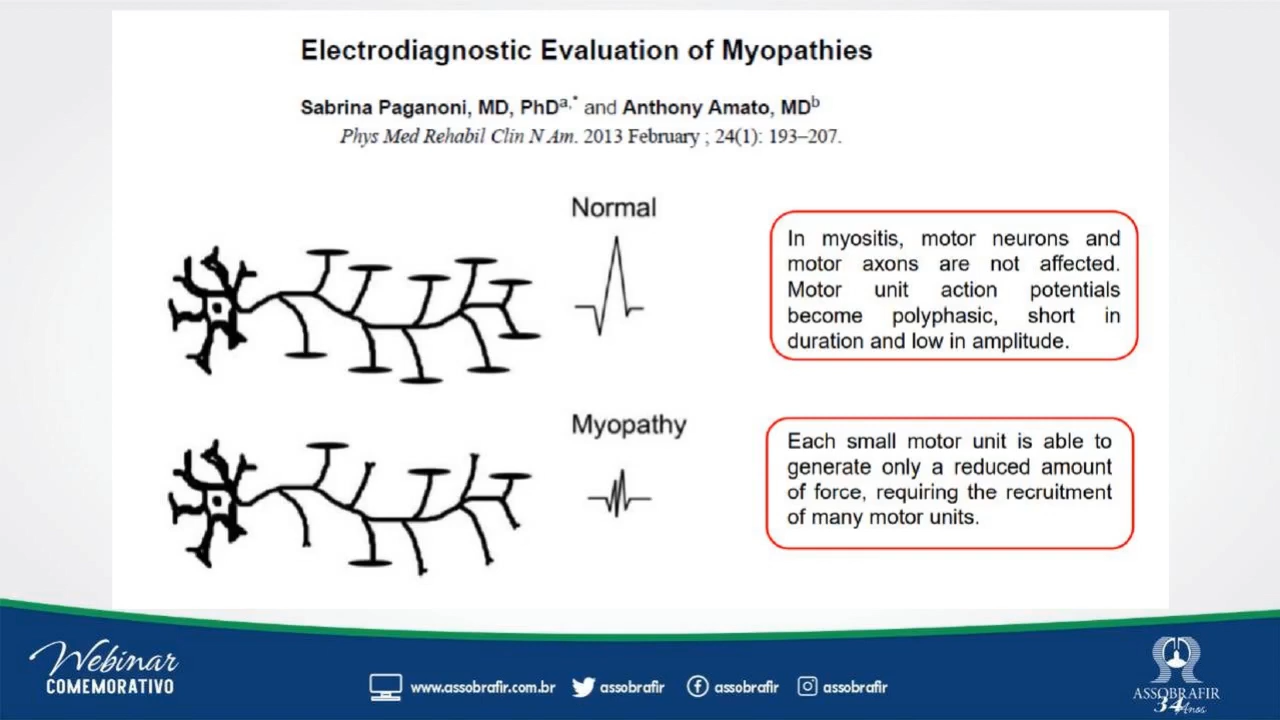 Electrodiagnostic Evaluation of Myopathies
Sabrina Paganoni, MD, PhDa,* and Anthony Amato, MDb
Phys Med Rehabil Clin N Am. 2013 February ; 24(1): 193–207.
Normal
In myositis, motor neurons and
motor axons are not affected.
Motor unit action potentials
become polyphasic, short in
duration and low in amplitude.
Myopathy
Each small motor unit is able to
generate only a reduced amount
of force, requiring the recruitment
of many motor units.
Webinar
COMEMORATIVO
www.assobrafir.com.br assobrafir assobrafir assobrafir
ASSOBRAFIR
34 Anos